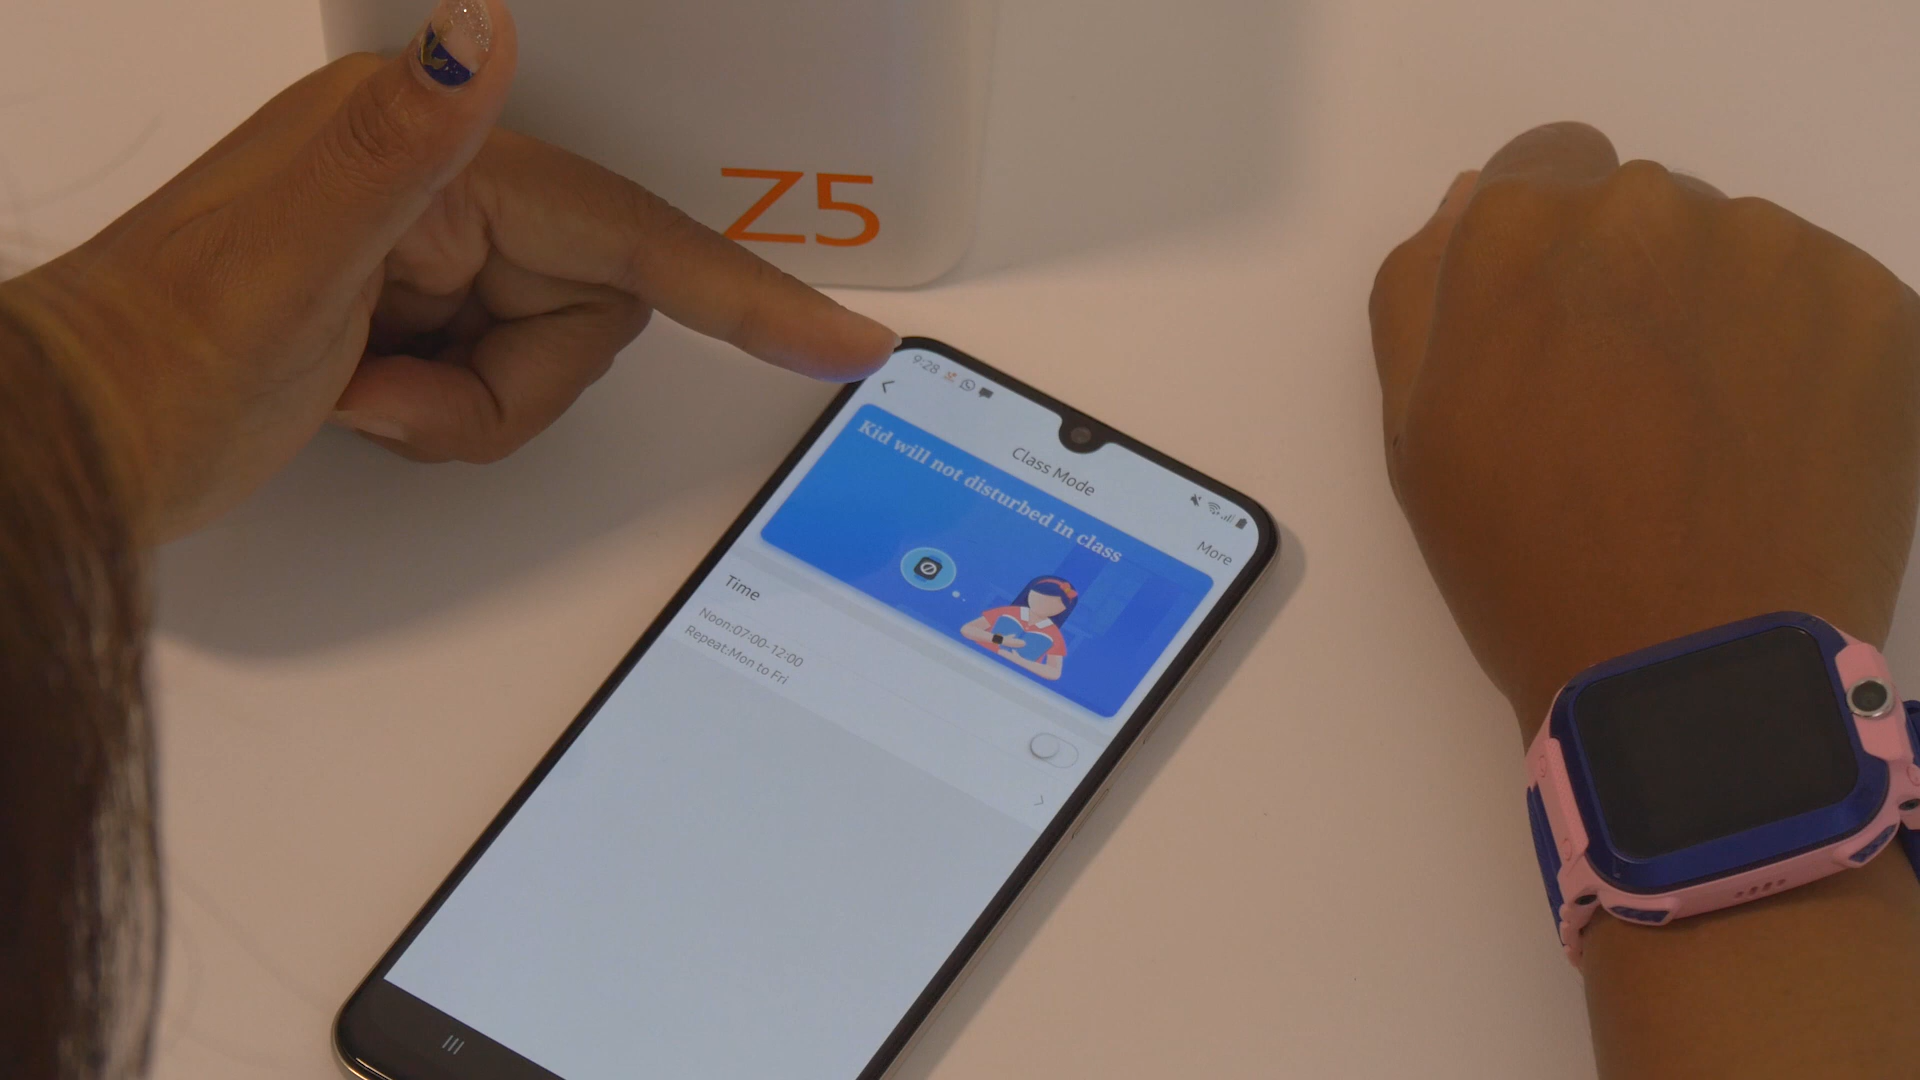 Z5
9:28
Class Mode
More
Kid will not disturbed in class
Time
Noon:07:00-12:00
Repeat:Mon to Fri